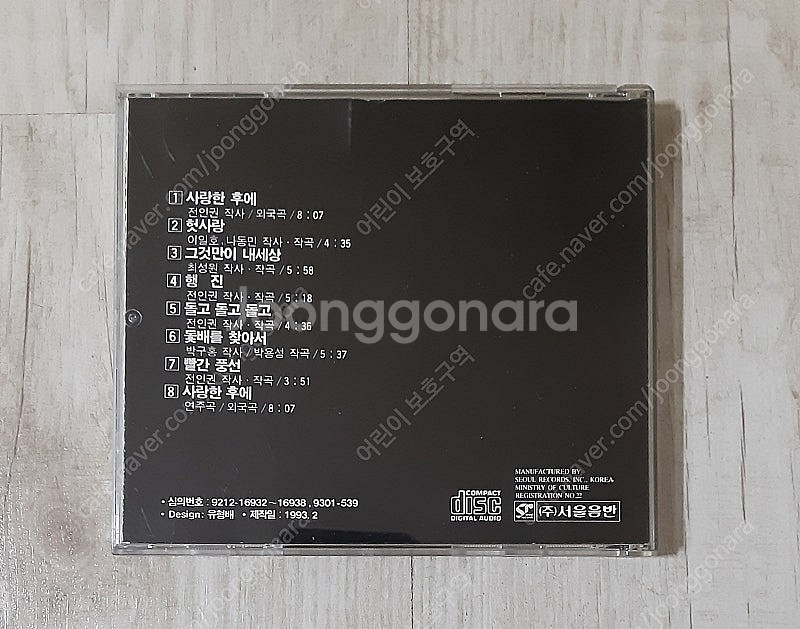 1 사랑한 후에
전인권 작사 / 외국곡 / 8 : 07
2 헛사랑
이일호, 나동민 작사 · 작곡 / 4 : 35
3 그것만이 내세상
최성원 작사 · 작곡 / 5 : 58
4 행 진
전인권 작사 · 작곡 / 5 : 18
5 돌고 돌고 돌고
전인권 작사 · 작곡 / 4 : 36
6 돛배를 찾아서
박구홍 작사 / 박용성 작곡 / 5 : 37
7 빨간 풍선
전인권 작사 · 작곡 / 3 : 51
8 사랑한 후에
연주곡 / 외국곡 / 8 : 07
• 심의번호 : 9212-16932~16938, 9301-539
• Design : 유형배 • 제작일 : 1993. 2
COMPACT
disc
DIGITAL AUDIO
MANUFACTURED BY
SEOUL RECORDS, INC., KOREA
MINISTRY OF CULTURE
REGISTRATION NO.22
(주)서울음반
joonggonara
cafe.naver.com/joonggonara
어린이 보호구역